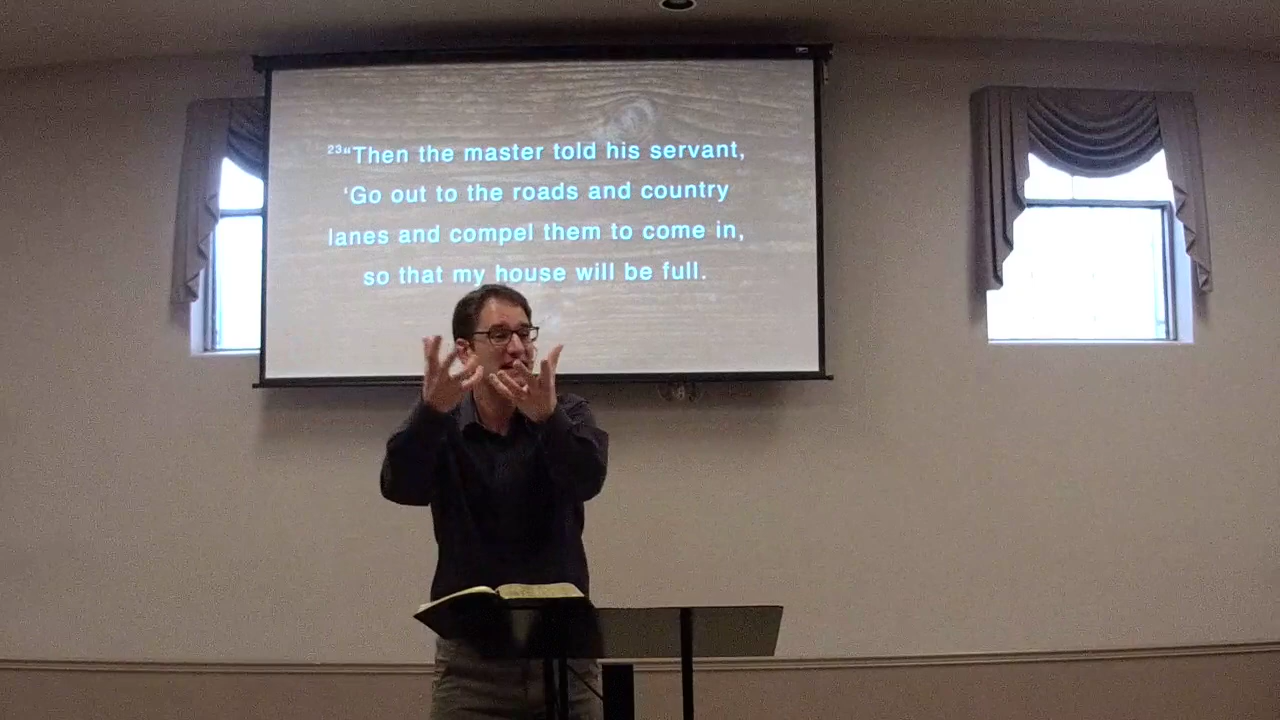 23“Then the master told his servant,
‘Go out to the roads and country
lanes and compel them to come in,
so that my house will be full.